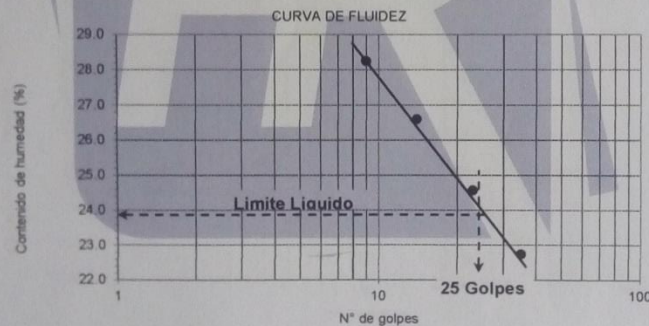 CURVA DE FLUIDEZ
Contenido de humedad (%)
29.0
28.0
27.0
26.0
25.0
24.0
23.0
22.0
Limite Liquido
25 Golpes
1
10
100
N° de golpes